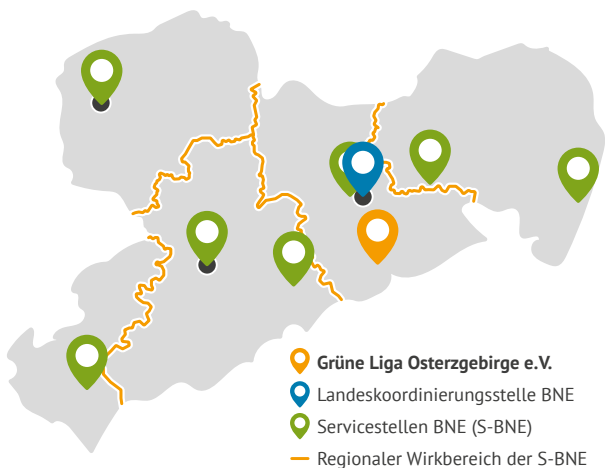 Grüne Liga Osterzgebirge e.V.
Landeskoordinierungsstelle BNE
Servicestellen BNE (S-BNE)
Regionaler Wirkbereich der S-BNE